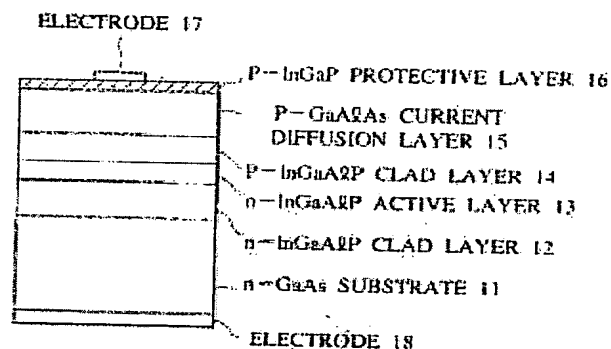 ELECTRODE 17
P-InGaP PROTECTIVE LAYER 16
P-GaAℓAs CURRENT
DIFFUSION LAYER 15
P-InGaAℓP CLAD LAYER 14
n-InGaAℓP ACTIVE LAYER 13
n-InGaAℓP CLAD LAYER 12
n-GaAs SUBSTRATE 11
ELECTRODE 18